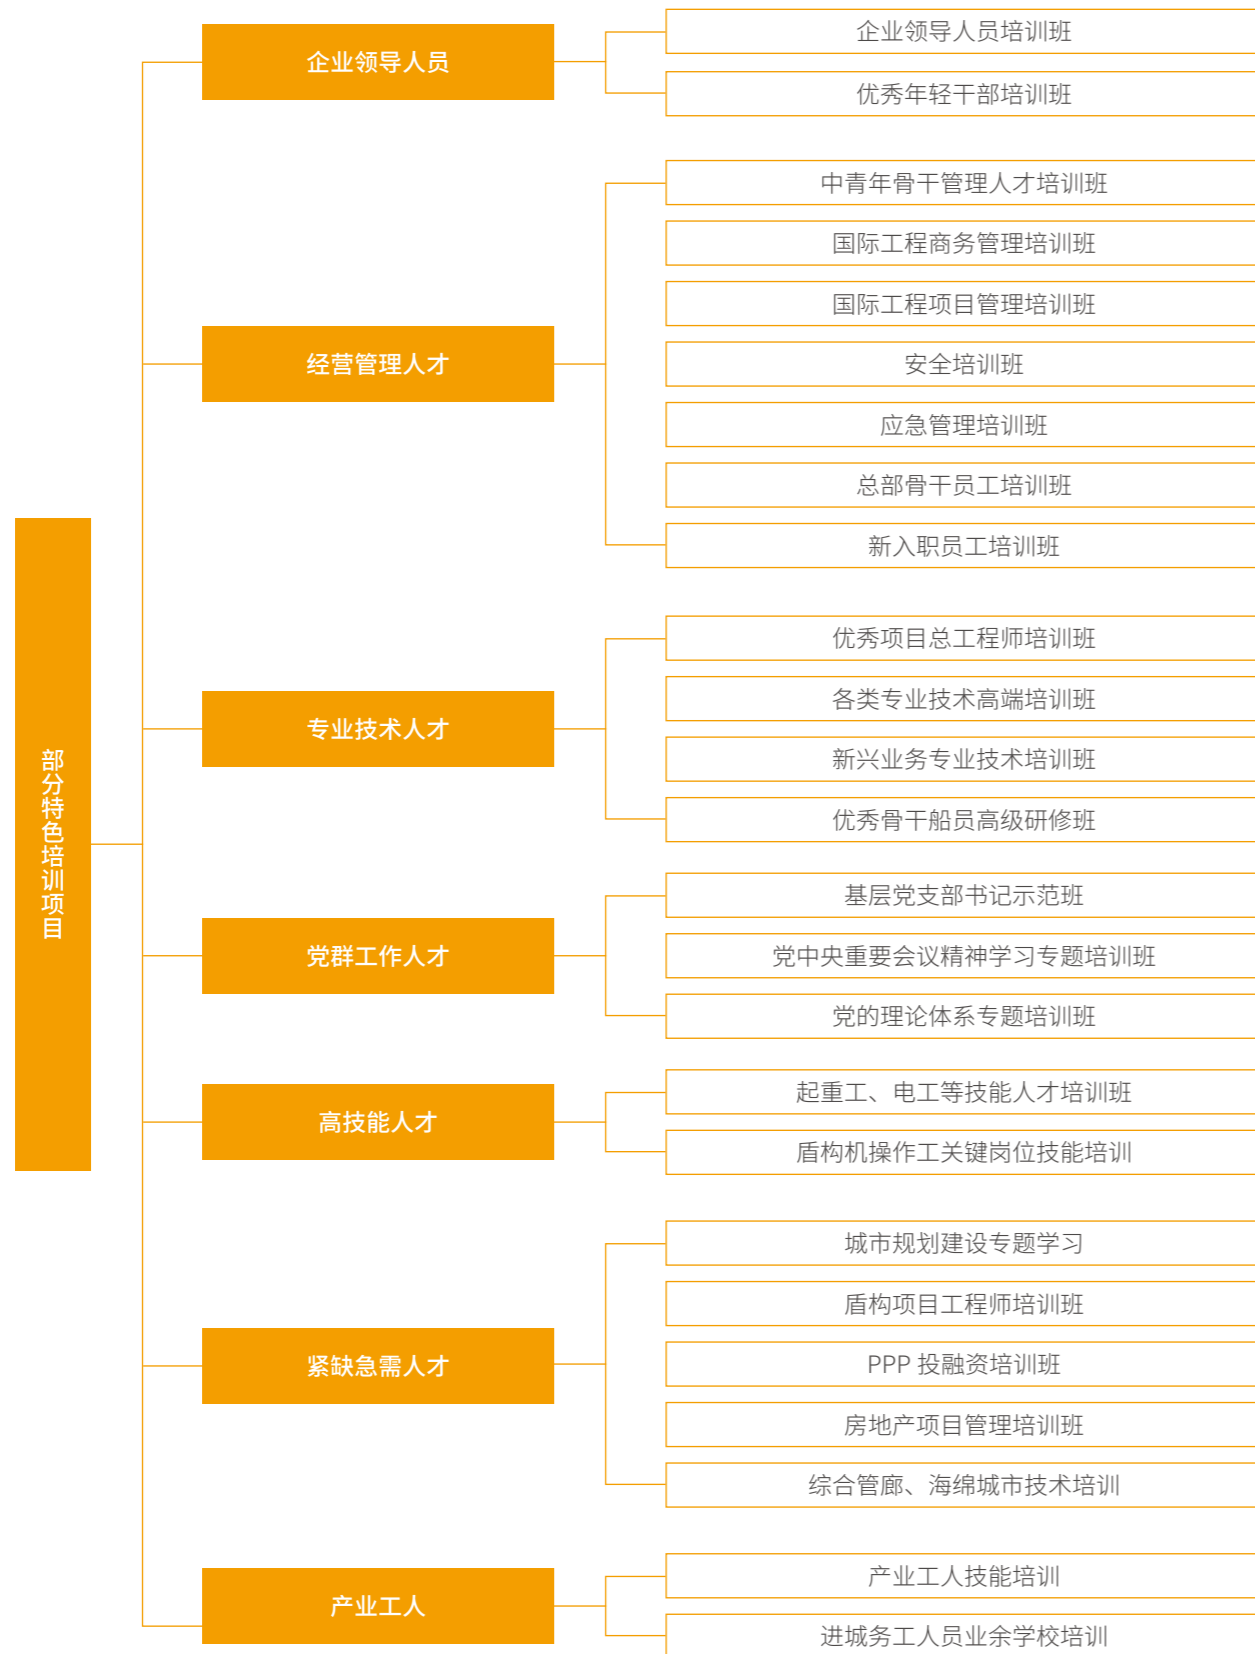 部分特色培训项目
企业领导人员
企业领导人员培训班
优秀年轻干部培训班
经营管理人才
中青年骨干管理人才培训班
国际工程商务管理培训班
国际工程项目管理培训班
安全培训班
应急管理培训班
总部骨干员工培训班
新入职员工培训班
专业技术人才
优秀项目总工程师培训班
各类专业技术高端培训班
新兴业务专业技术培训班
优秀骨干船员高级研修班
党群工作人才
基层党支部书记示范班
党中央重要会议精神学习专题培训班
党的理论体系专题培训班
高技能人才
起重工、电工等技能人才培训班
盾构机操作工关键岗位技能培训
紧缺急需人才
城市规划建设专题学习
盾构项目工程师培训班
PPP 投融资培训班
房地产项目管理培训班
综合管廊、海绵城市技术培训
产业工人
产业工人技能培训
进城务工人员业余学校培训